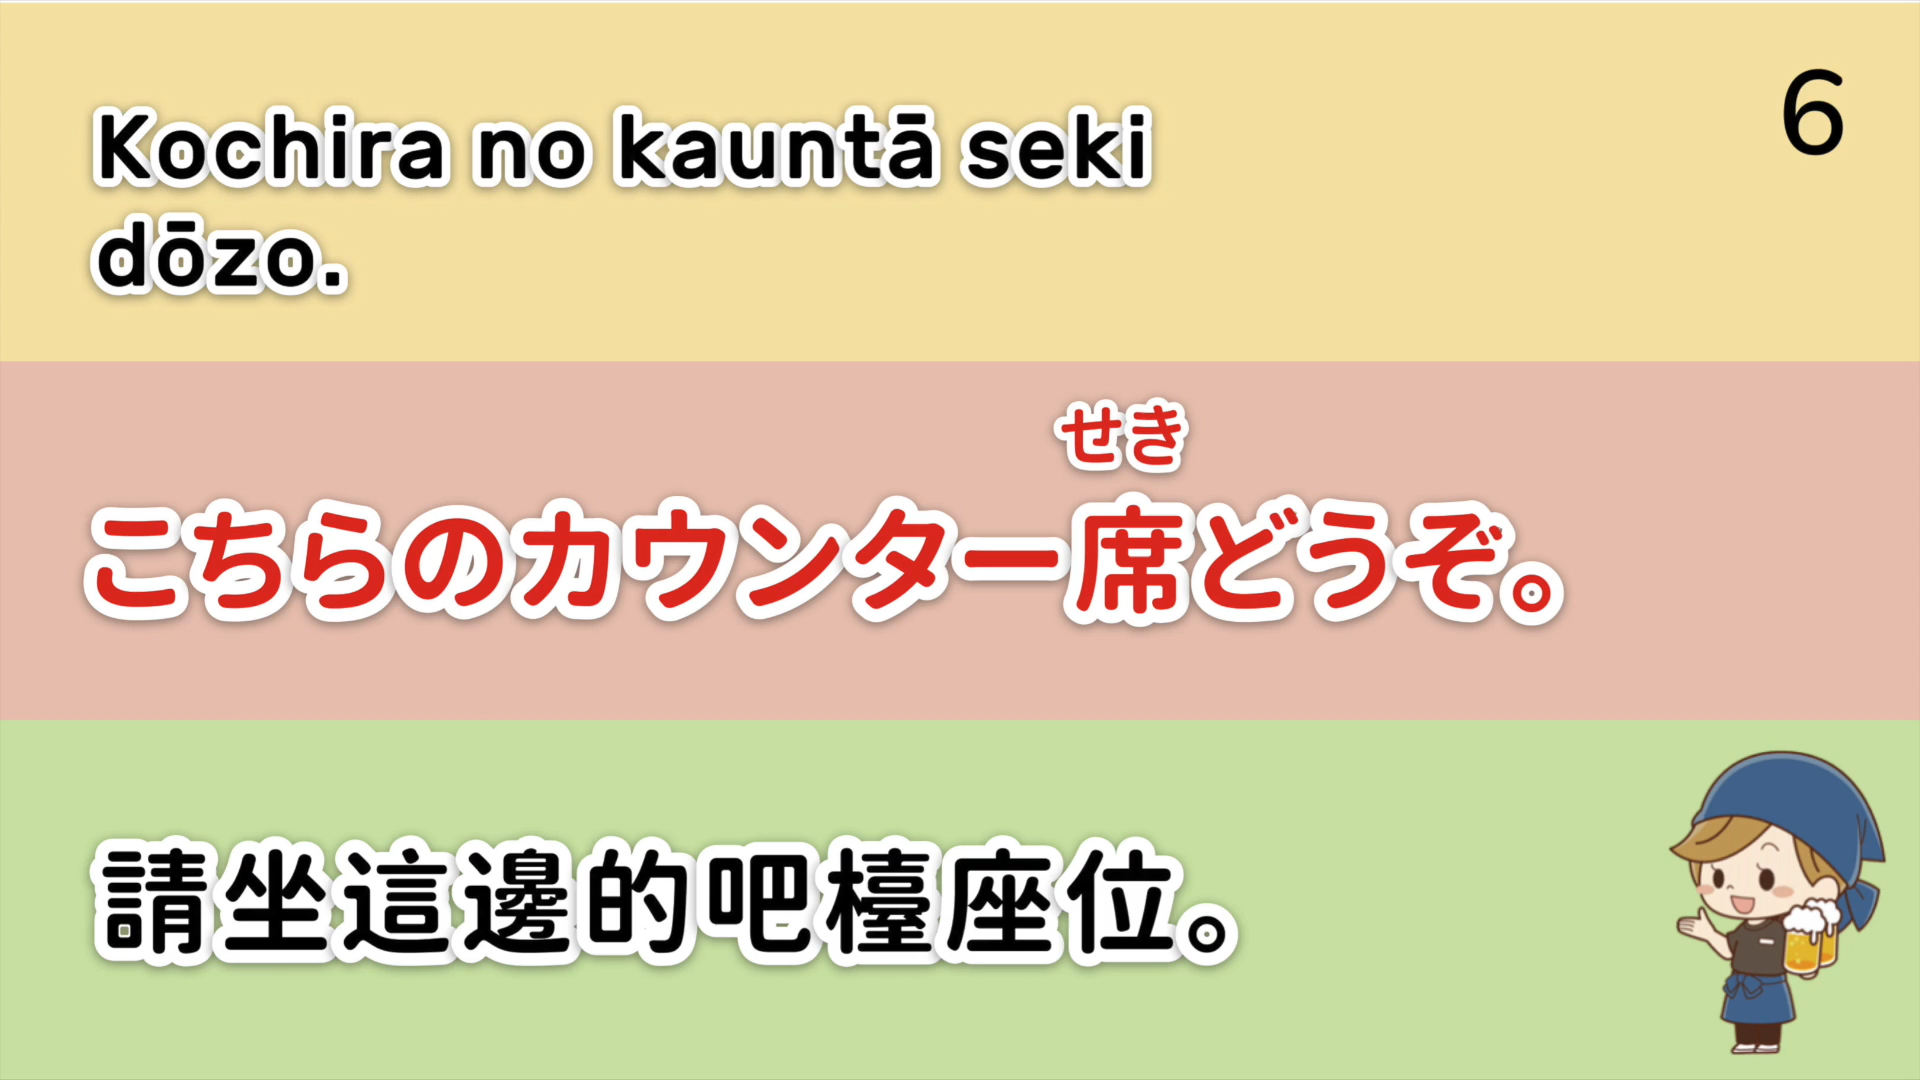 6
Kochira no kauntā seki
dōzo.
せき
こちらのカウンター席どうぞ。
請坐這邊的吧檯座位。